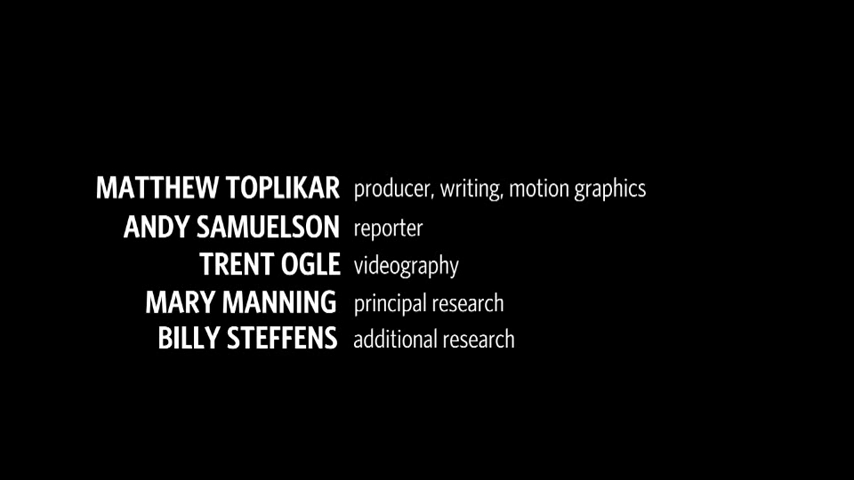 MATTHEW TOPLIKAR producer, writing, motion graphics
ANDY SAMUELSON reporter
TRENT OGLE videography
MARY MANNING principal research
BILLY STEFFENS additional research